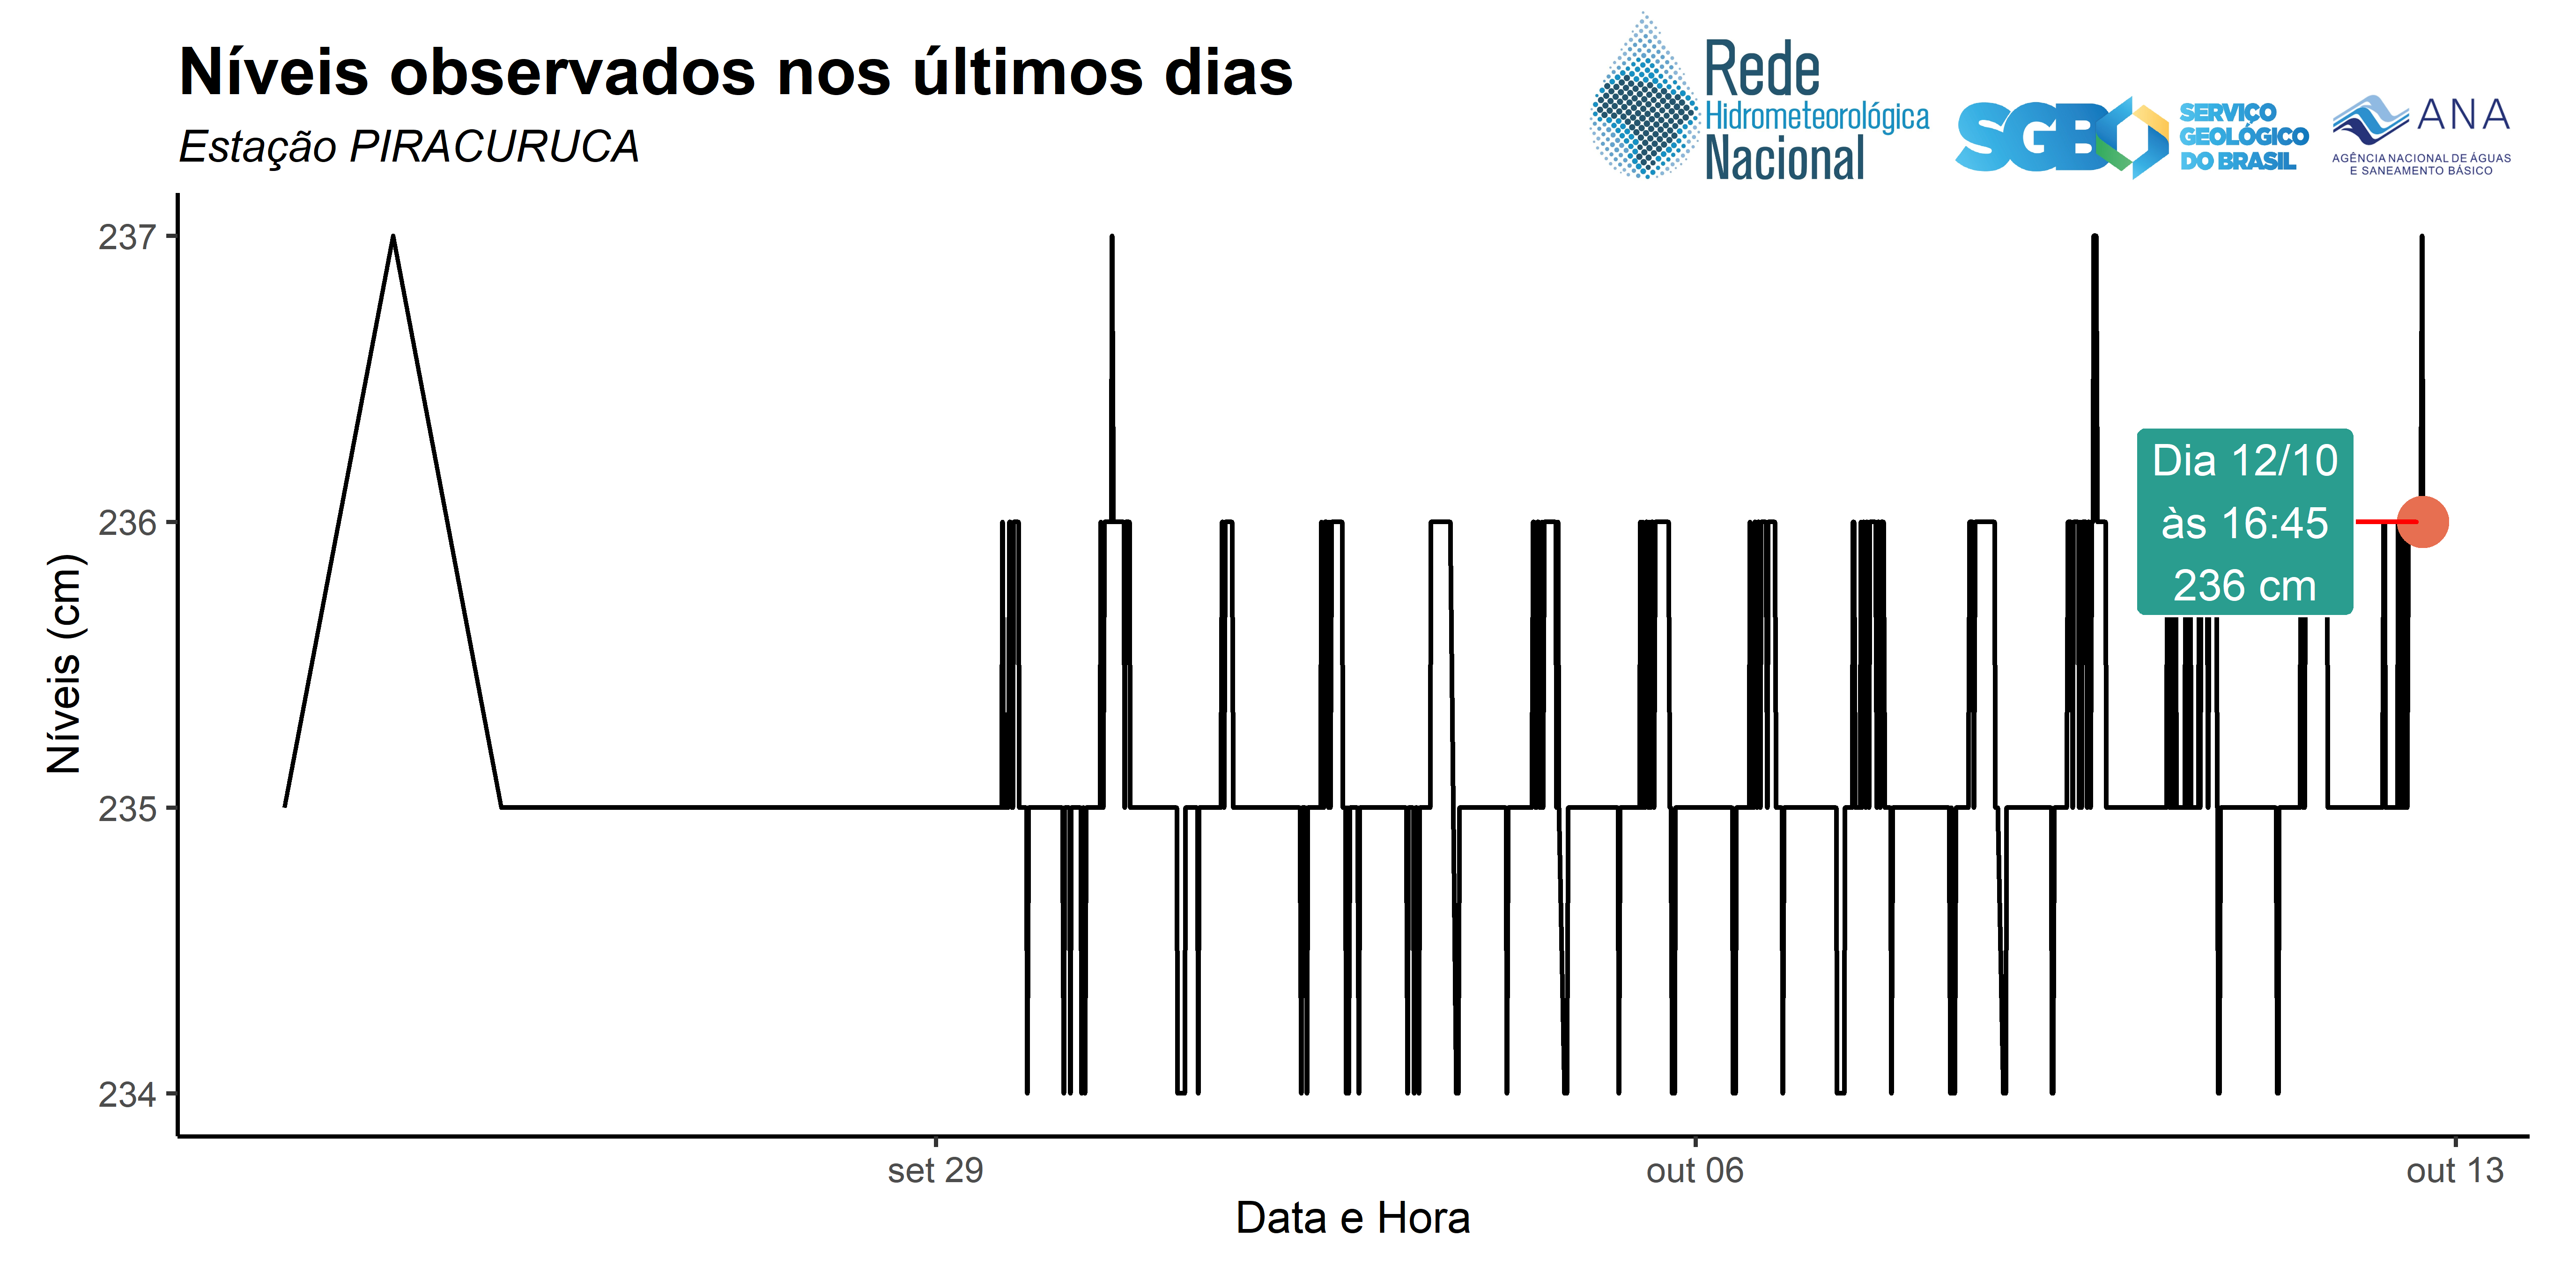 Níveis observados nos últimos dias
Estação PIRACURUCA
Rede
Hidrometeorológica
Nacional
SGB
SERVIÇO
GEOLÓGICO
DO BRASIL
ANA
AGÊNCIA NACIONAL DE ÁGUAS
E SANEAMENTO BÁSICO
237
236
235
234
Níveis (cm)
Dia 12/10
às 16:45
236 cm
set 29
out 06
out 13
Data e Hora